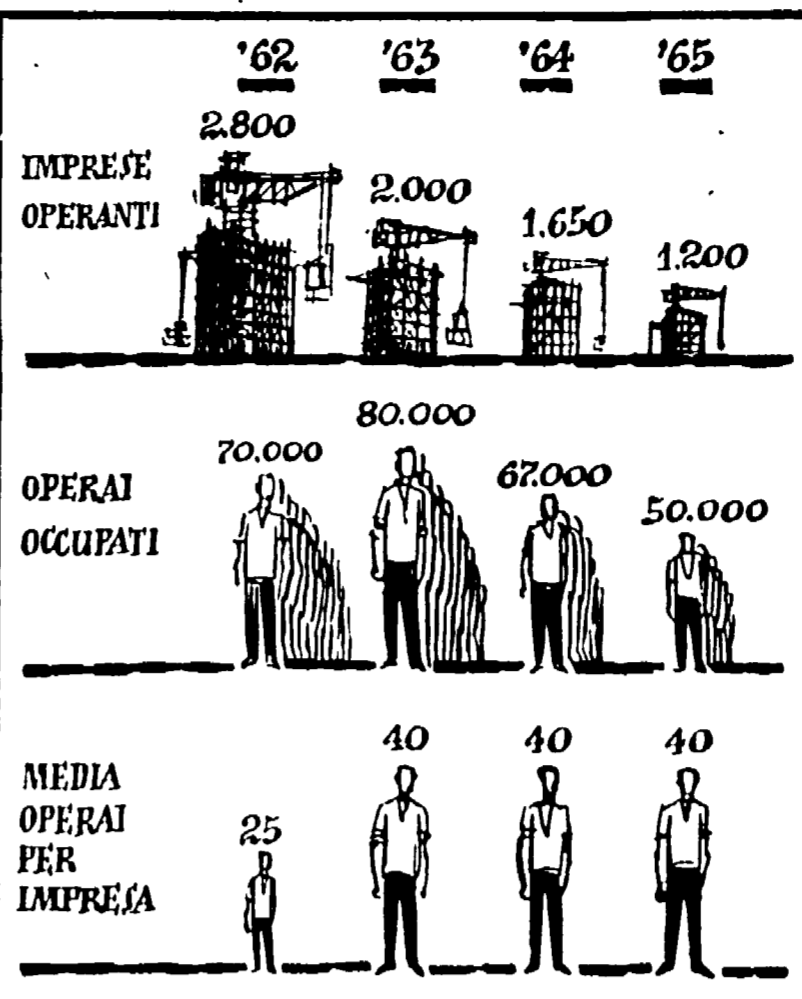 '62 '63 '64 '65
2.800
IMPRESE
OPERANTI
2.000
1.650
1.200
80.000
70.000
67.000
50.000
OPERAI
OCCUPATI
40 40 40
MEDIA
OPERAI
PER
IMPRESA
25